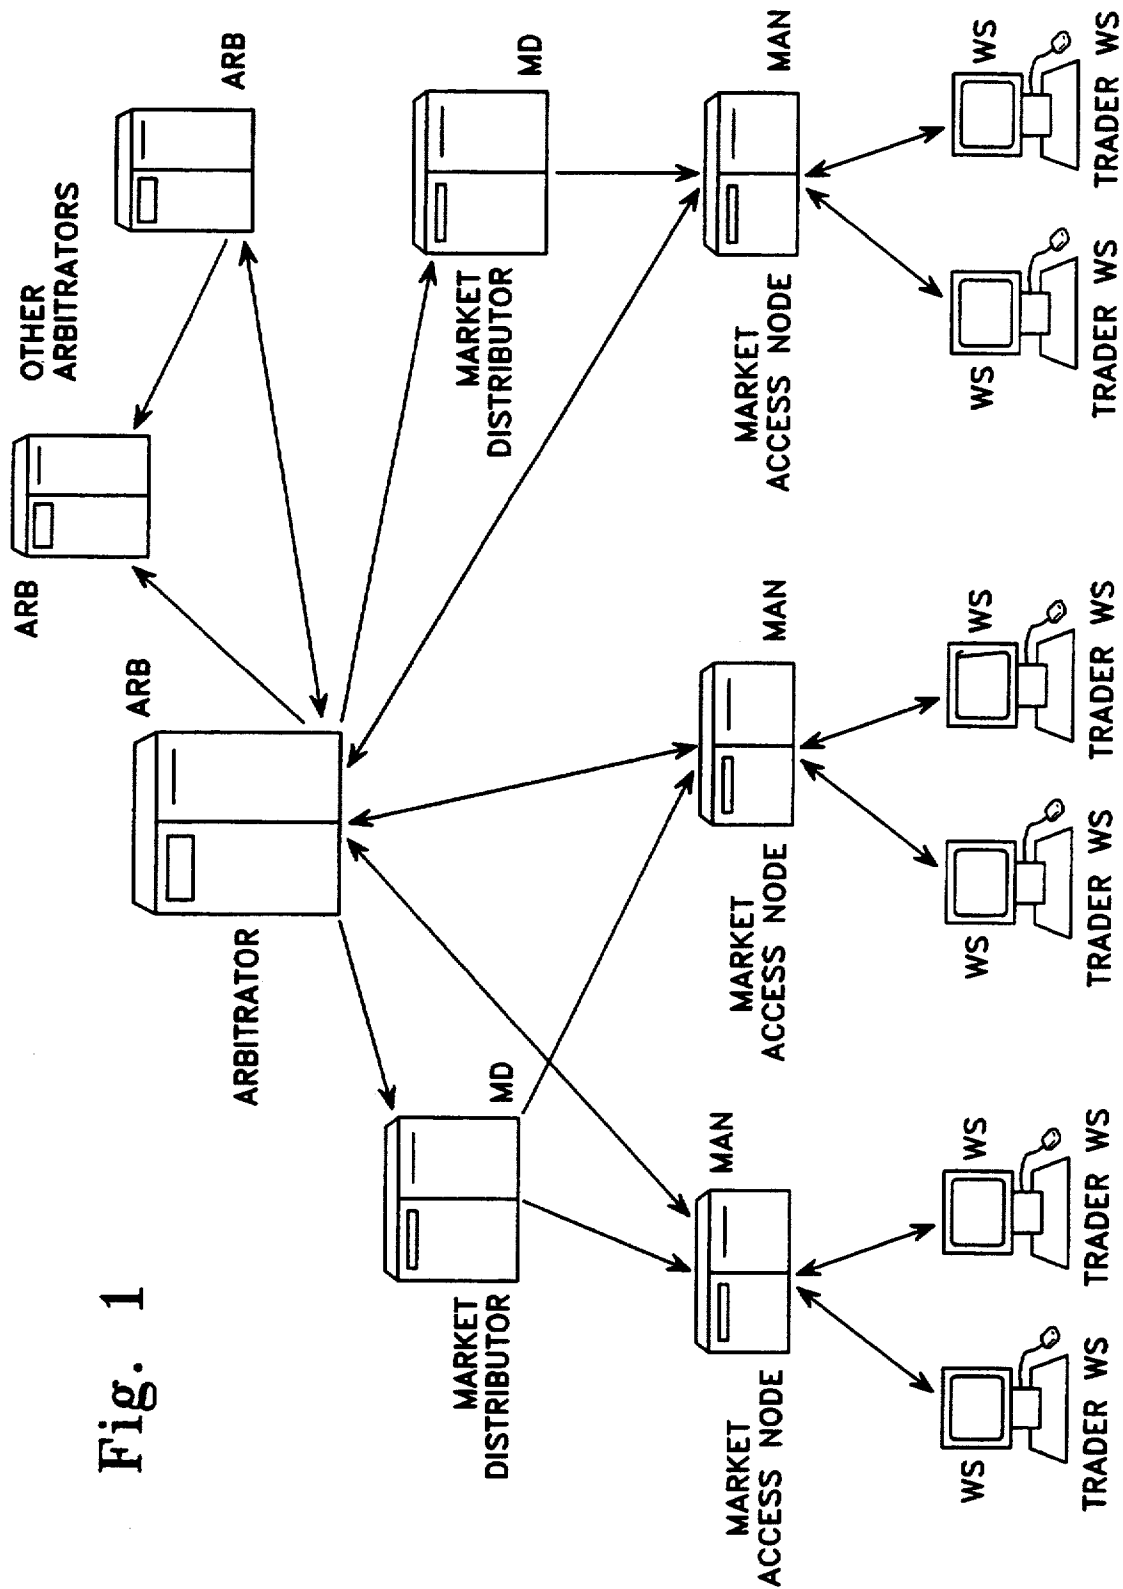 Fig. 1
ARBITRATOR
ARB
ARB
OTHER
ARBITRATORS
ARB
MARKET
DISTRIBUTOR
MD
MARKET
DISTRIBUTOR
MD
MARKET
ACCESS NODE
MAN
MARKET
ACCESS NODE
MAN
MARKET
ACCESS NODE
MAN
WS
TRADER WS
WS
TRADER WS
WS
TRADER WS
WS
TRADER WS
WS
TRADER WS
WS
TRADER WS